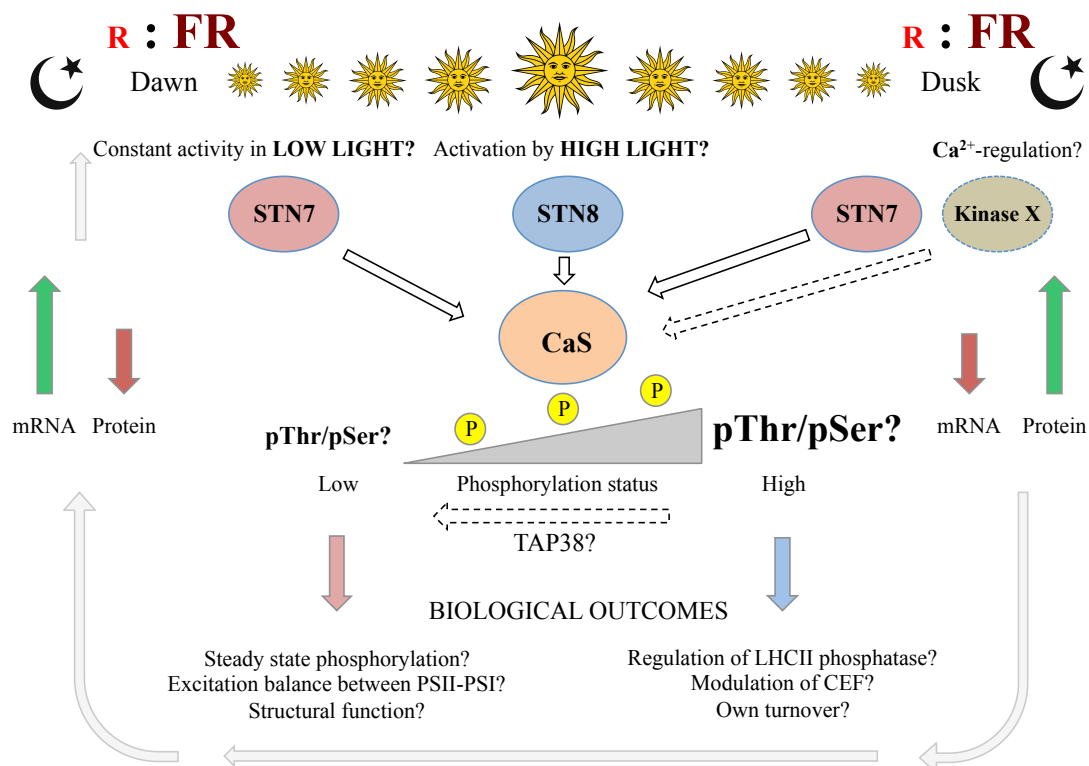 R : FR
R : FR
Dawn
Dusk
Constant activity in LOW LIGHT?
Activation by HIGH LIGHT?
Ca²⁺-regulation?
STN7
STN8
STN7
Kinase X
CaS
P
P
P
mRNA
Protein
pThr/pSer?
pThr/pSer?
mRNA
Protein
Low
Phosphorylation status
High
TAP38?
BIOLOGICAL OUTCOMES
Steady state phosphorylation?
Excitation balance between PSII-PSI?
Structural function?
Regulation of LHCII phosphatase?
Modulation of CEF?
Own turnover?